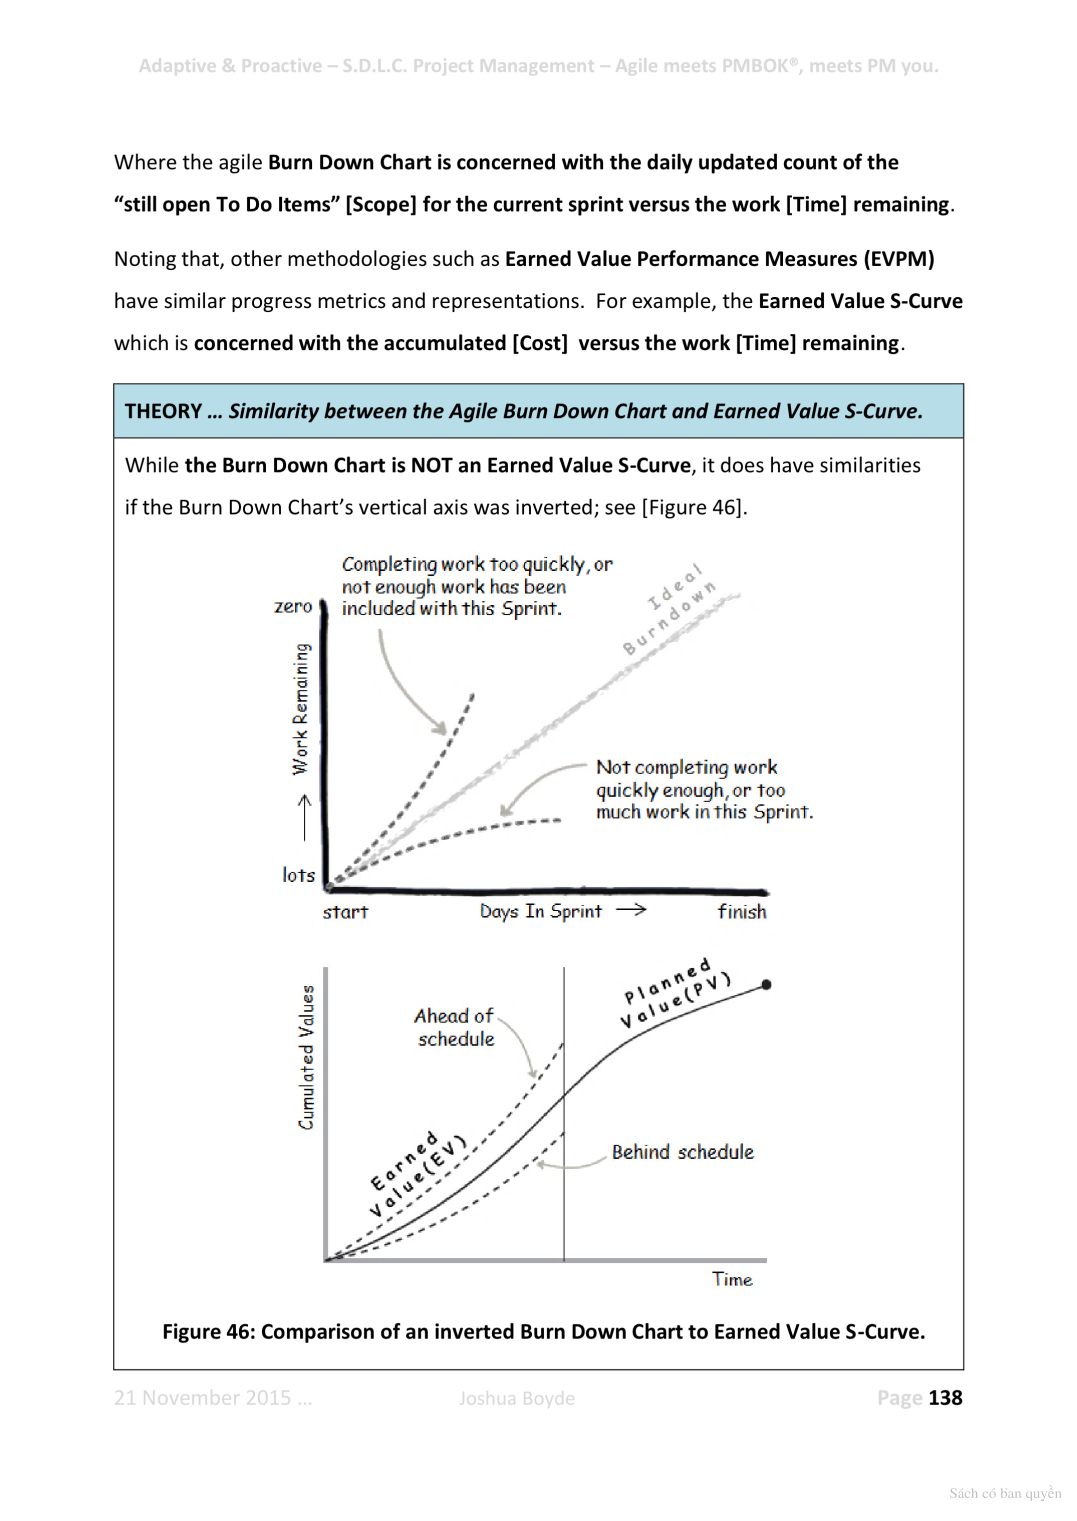 Adaptive & Proactive – S.D.L.C. Project Management – Agile meets PMBOK®, meets PM you.
Where the agile Burn Down Chart is concerned with the daily updated count of the
“still open To Do Items” [Scope] for the current sprint versus the work [Time] remaining.
Noting that, other methodologies such as Earned Value Performance Measures (EVPM)
have similar progress metrics and representations. For example, the Earned Value S-Curve
which is concerned with the accumulated [Cost] versus the work [Time] remaining.
THEORY ... Similarity between the Agile Burn Down Chart and Earned Value S-Curve.
While the Burn Down Chart is NOT an Earned Value S-Curve, it does have similarities
if the Burn Down Chart’s vertical axis was inverted; see [Figure 46].
Completing work too quickly, or
not enough work has been
included with this Sprint.
zero
Ideal
Burndown
Work Remaining
Not completing work
quickly enough, or too
much work in this Sprint.
lots
start
Days In Sprint
finish
Planned
Value(PV)
Cumulated Values
Ahead of
schedule
Earned
Value(EV)
Behind schedule
Time
Figure 46: Comparison of an inverted Burn Down Chart to Earned Value S-Curve.
21 November 2015 ...
Joshua Boyde
Page 138
Sách có bản quyền